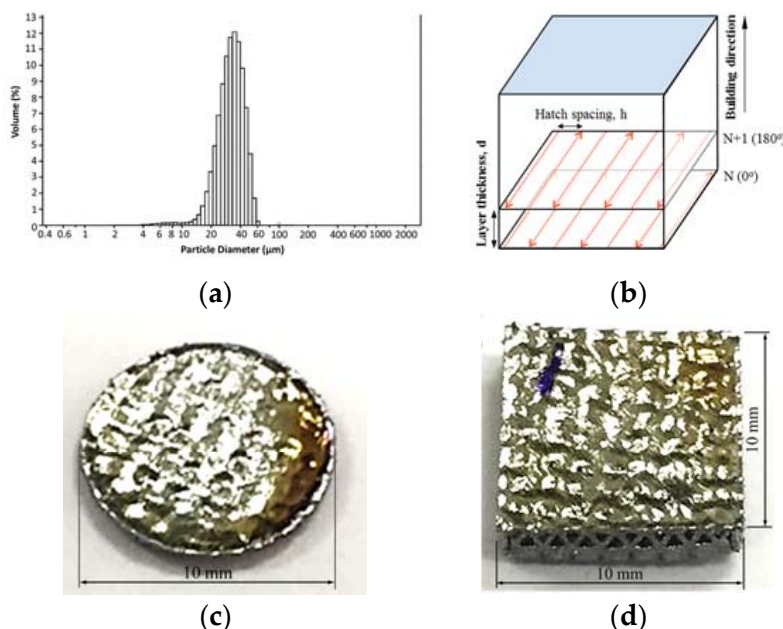 13
12
11
10
9
8
7
6
5
4
3
2
1
0
Volume (%)
0.4 0.6 1 2 4 6 8 10 20 40 60 100 200 400 600 1000 2000
Particle Diameter (µm)
(a)
Building direction
Hatch spacing, h
N+1 (180º)
N (0º)
Layer thickness, d
(b)
10 mm
(c)
10 mm
10 mm
(d)